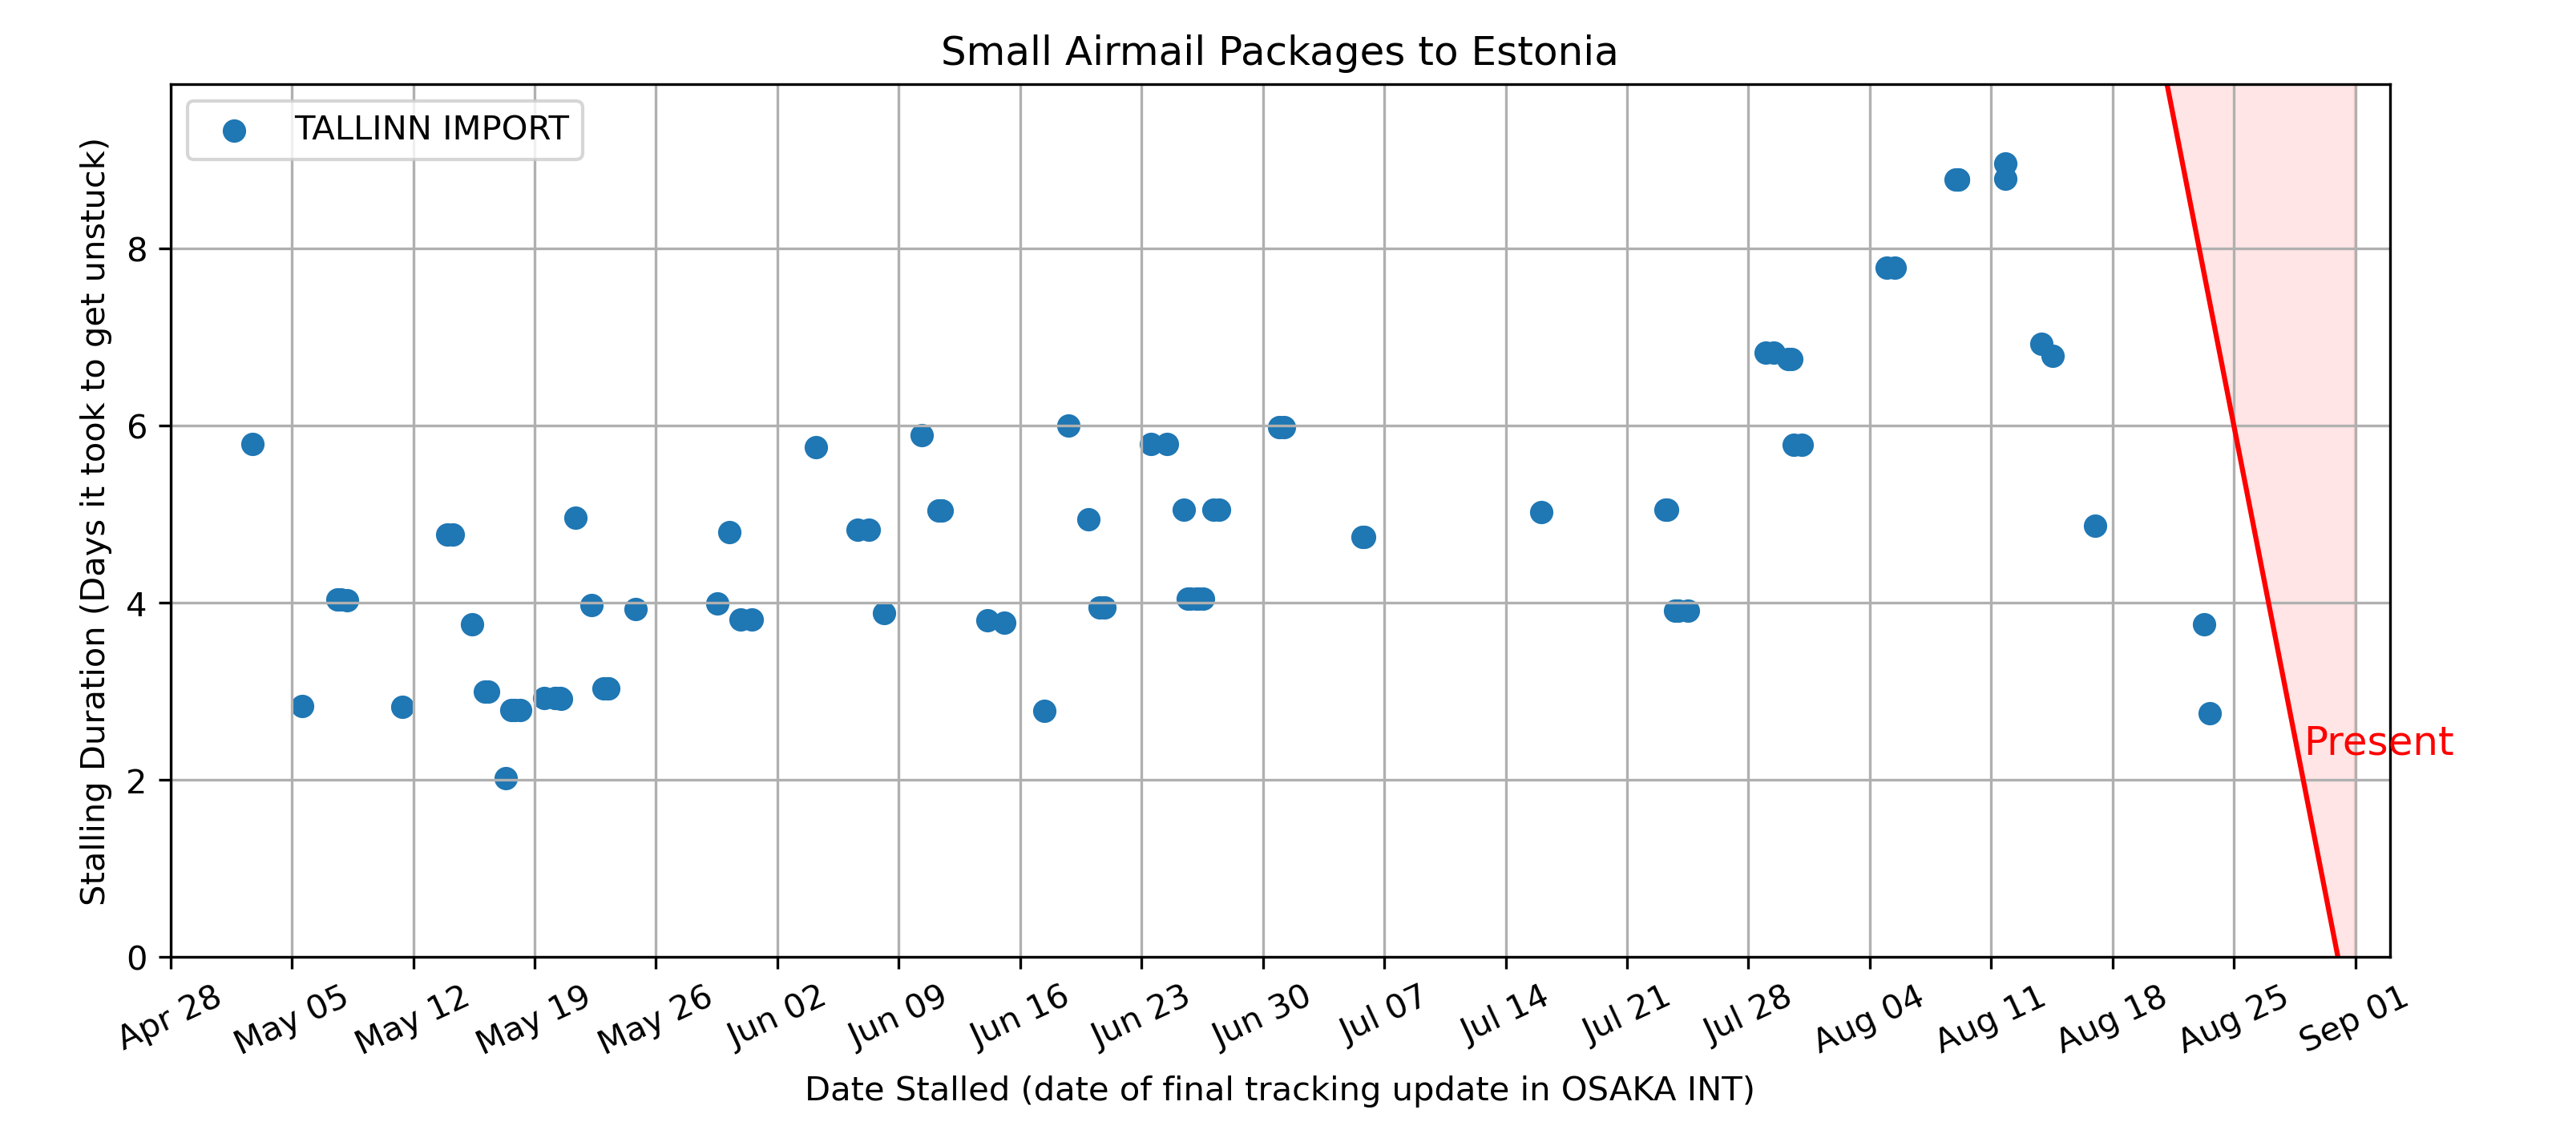 Small Airmail Packages to Estonia
TALLINN IMPORT
Stalling Duration (Days it took to get unstuck)
8
6
4
2
0
Present
Apr 28
May 05
May 12
May 19
May 26
Jun 02
Jun 09
Jun 16
Jun 23
Jun 30
Jul 07
Jul 14
Jul 21
Jul 28
Aug 04
Aug 11
Aug 18
Aug 25
Sep 01
Date Stalled (date of final tracking update in OSAKA INT)